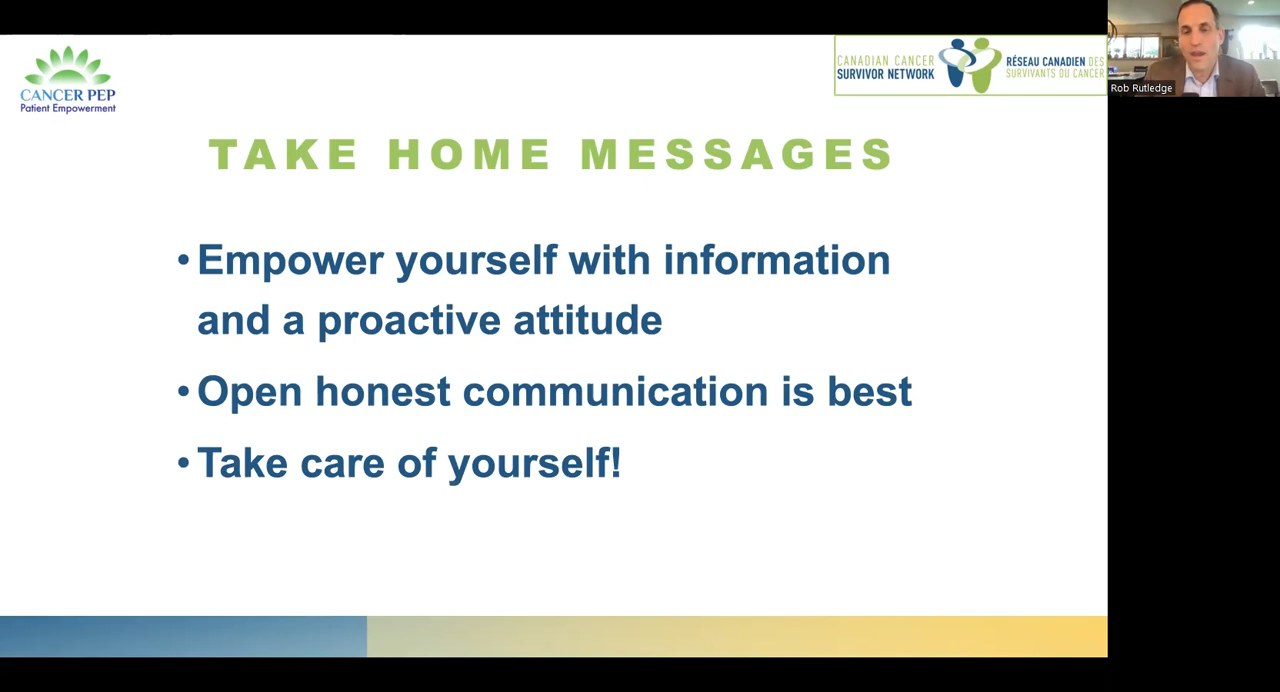 CANCER PEP
Patient Empowerment
CANADIAN CANCER
SURVIVOR NETWORK
RÉSEAU CANADIEN DES
SURVIVANTS DU CANCER
Rob Rutledge
TAKE HOME MESSAGES
• Empower yourself with information
and a proactive attitude
• Open honest communication is best
• Take care of yourself!